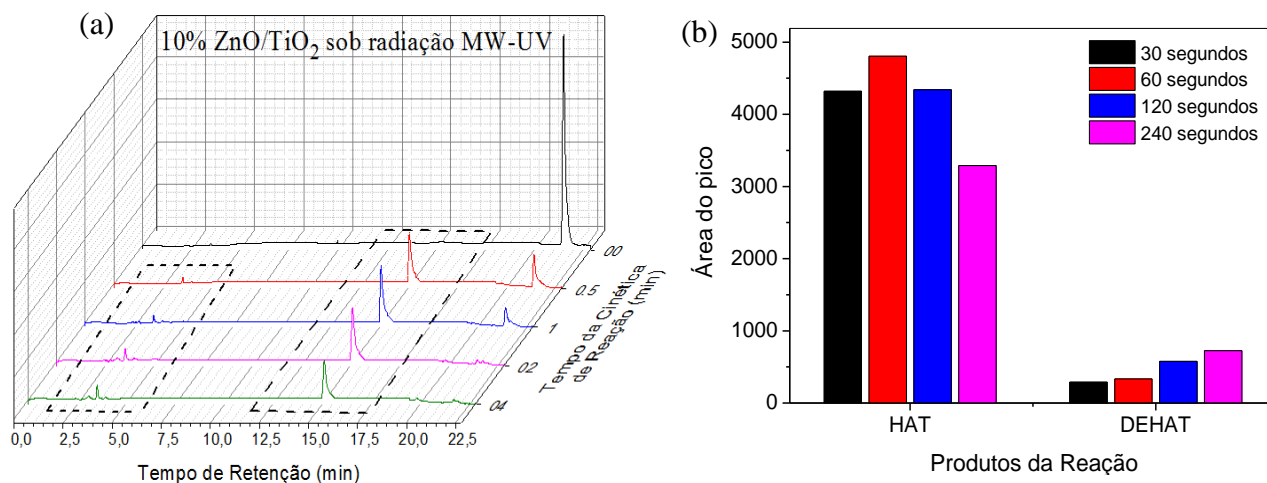 (a)
10% ZnO/TiO2 sob radiação MW-UV
00
0.5
1
02
04
Tempo da Cinética
de Reação (min)
0,0 2,5 5,0 7,5 10,0 12,5 15,0 17,5 20,0 22,5
Tempo de Retenção (min)
(b)
30 segundos
60 segundos
120 segundos
240 segundos
5000
4000
3000
2000
1000
0
Área do pico
HAT DEHAT
Produtos da Reação